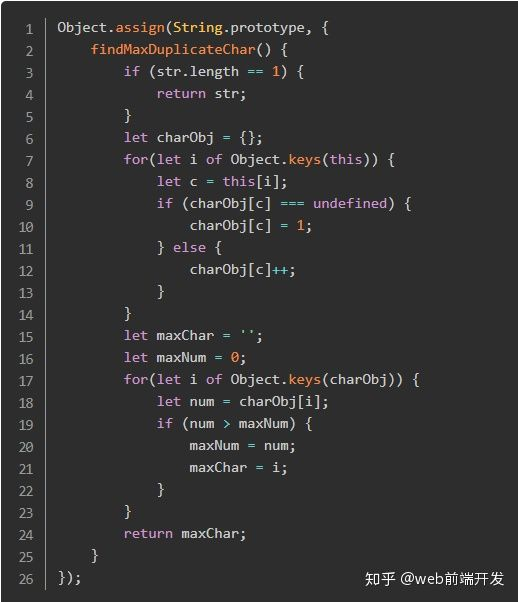 1 Object.assign(String.prototype, {
2     findMaxDuplicateChar() {
3         if (str.length == 1) {
4             return str;
5         }
6         let charObj = {};
7         for(let i of Object.keys(this)) {
8             let c = this[i];
9             if (charObj[c] === undefined) {
10                 charObj[c] = 1;
11             } else {
12                 charObj[c]++;
13             }
14         }
15         let maxChar = '';
16         let maxNum = 0;
17         for(let i of Object.keys(charObj)) {
18             let num = charObj[i];
19             if (num > maxNum) {
20                 maxNum = num;
21                 maxChar = i;
22             }
23         }
24         return maxChar;
25     }
26 });
知乎 @web前端开发